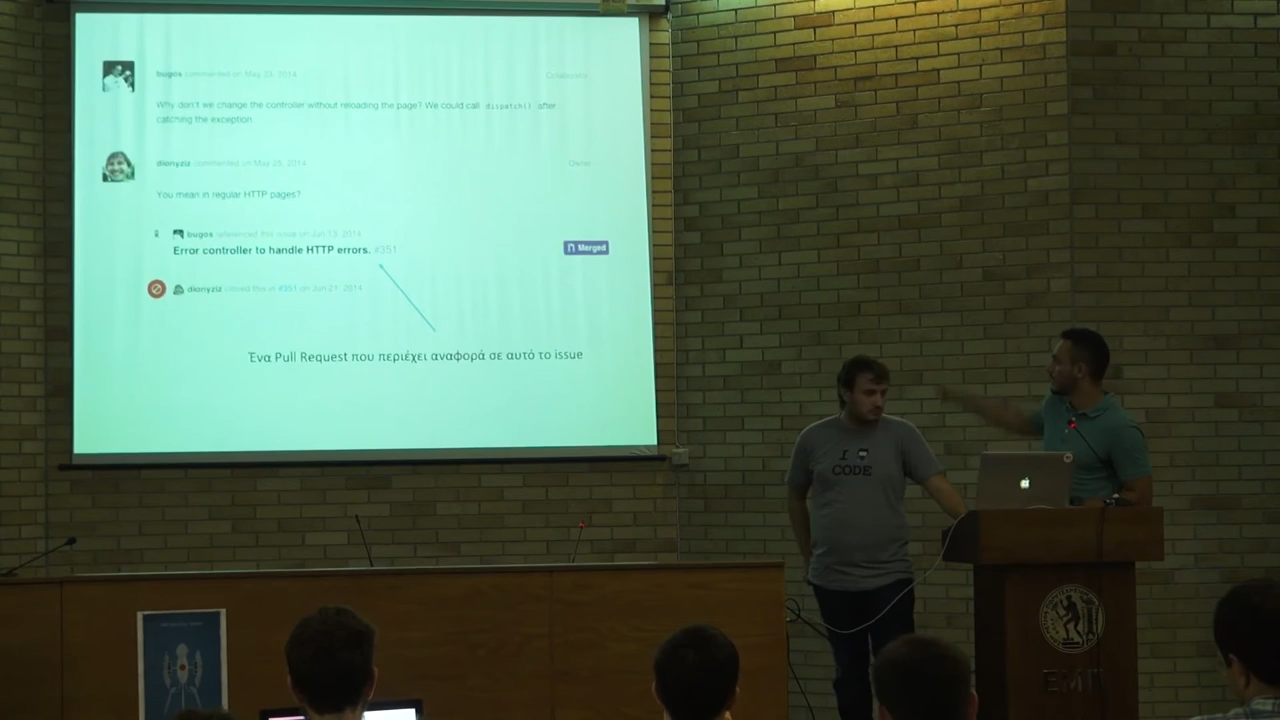 bugos commented on May 23, 2014
Collaborator
Why don't we change the controller without reloading the page? We could call dispatch() after
catching the exception
dionyziz commented on May 25, 2014
Owner
You mean in regular HTTP pages?
bugos referenced this issue on Jun 13, 2014
Error controller to handle HTTP errors. #351
Merged
dionyziz closed this in #351 on Jun 21, 2014
Ένα Pull Request που περιέχει αναφορά σε αυτό το issue
I
CODE